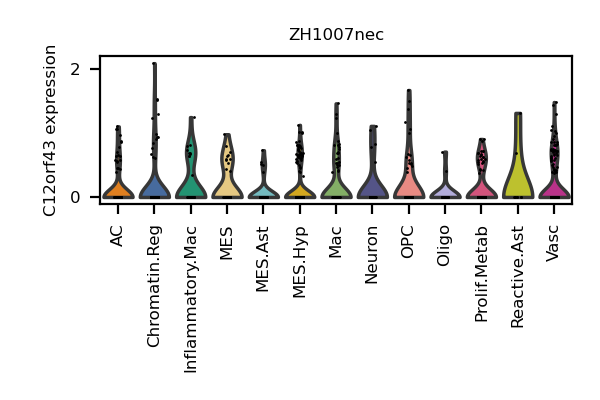 ZH1007nec
C12orf43 expression
2
0
AC
Chromatin.Reg
Inflammatory.Mac
MES
MES.Ast
MES.Hyp
Mac
Neuron
OPC
Oligo
Prolif.Metab
Reactive.Ast
Vasc